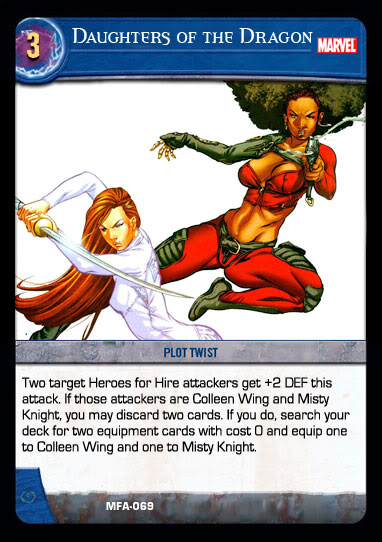 3
DAUGHTERS OF THE DRAGON
MARVEL
PLOT TWIST
Two target Heroes for Hire attackers get +2 DEF this
attack. If those attackers are Colleen Wing and Misty
Knight, you may discard two cards. If you do, search your
deck for two equipment cards with cost 0 and equip one
to Colleen Wing and one to Misty Knight.
MFA-069